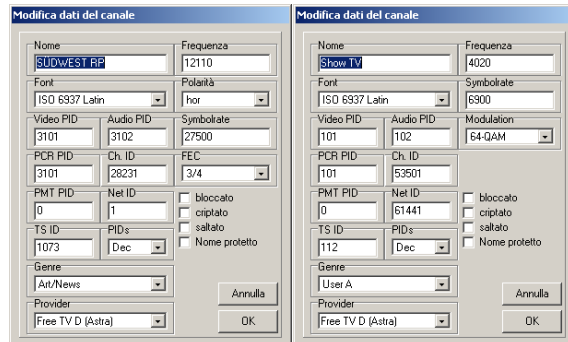 Modifica dati del canale
Nome
SÜDWEST RP
Frequenza
12110
Font
ISO 6937 Latin
Polarità
hor
Video PID
3101
Audio PID
3102
Symbolrate
27500
PCR PID
3101
Ch. ID
28231
FEC
3/4
PMT PID
0
Net ID
1
bloccato
criptato
saltato
Nome protetto
TS ID
1073
PIDs
Dec
Genre
Art/News
Provider
Free TV D (Astra)
Annulla
OK
Modifica dati del canale
Nome
Show TV
Frequenza
4020
Font
ISO 6937 Latin
Symbolrate
6900
Video PID
101
Audio PID
102
Modulation
64-QAM
PCR PID
101
Ch. ID
53501
PMT PID
0
Net ID
61441
bloccato
criptato
saltato
Nome protetto
TS ID
112
PIDs
Dec
Genre
User A
Provider
Free TV D (Astra)
Annulla
OK